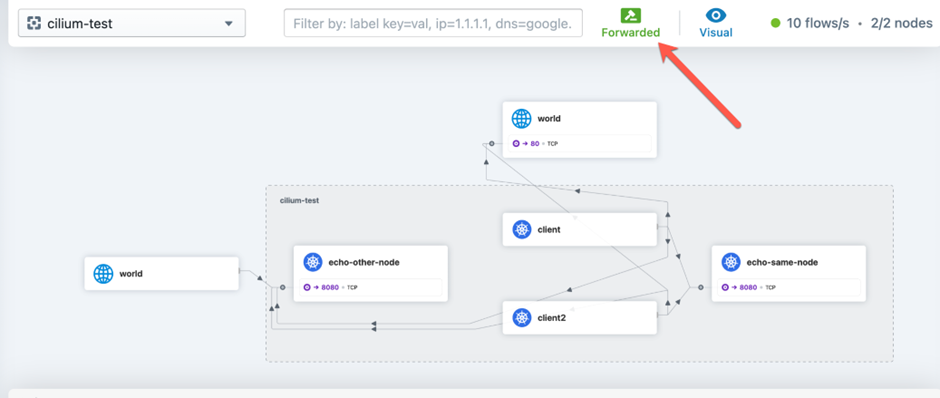 cilium-test
Filter by: label key=val, ip=1.1.1.1, dns=google.
Forwarded
Visual
10 flows/s • 2/2 nodes
world
→ 80 • TCP
cilium-test
client
echo-other-node
→ 8080 • TCP
echo-same-node
→ 8080 • TCP
world
client2